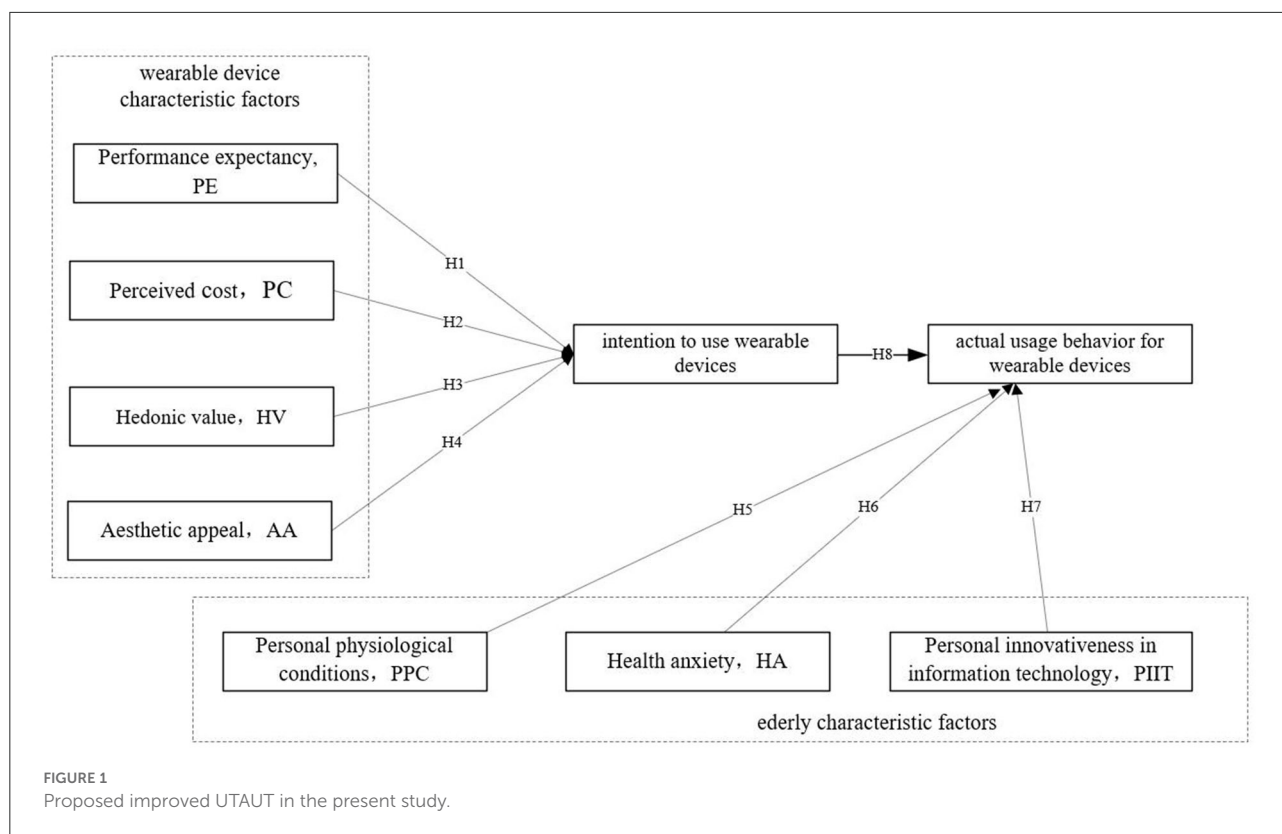 wearable device
characteristic factors
Performance expectancy,
PE
Perceived cost，PC
Hedonic value，HV
Aesthetic appeal，AA
H1
H2
H3
H4
intention to use wearable
devices
H8
actual usage behavior for
wearable devices
H5
H6
H7
Personal physiological
conditions，PPC
Health anxiety，HA
Personal innovativeness in
information technology，PIIT
ederly characteristic factors
FIGURE 1
Proposed improved UTAUT in the present study.